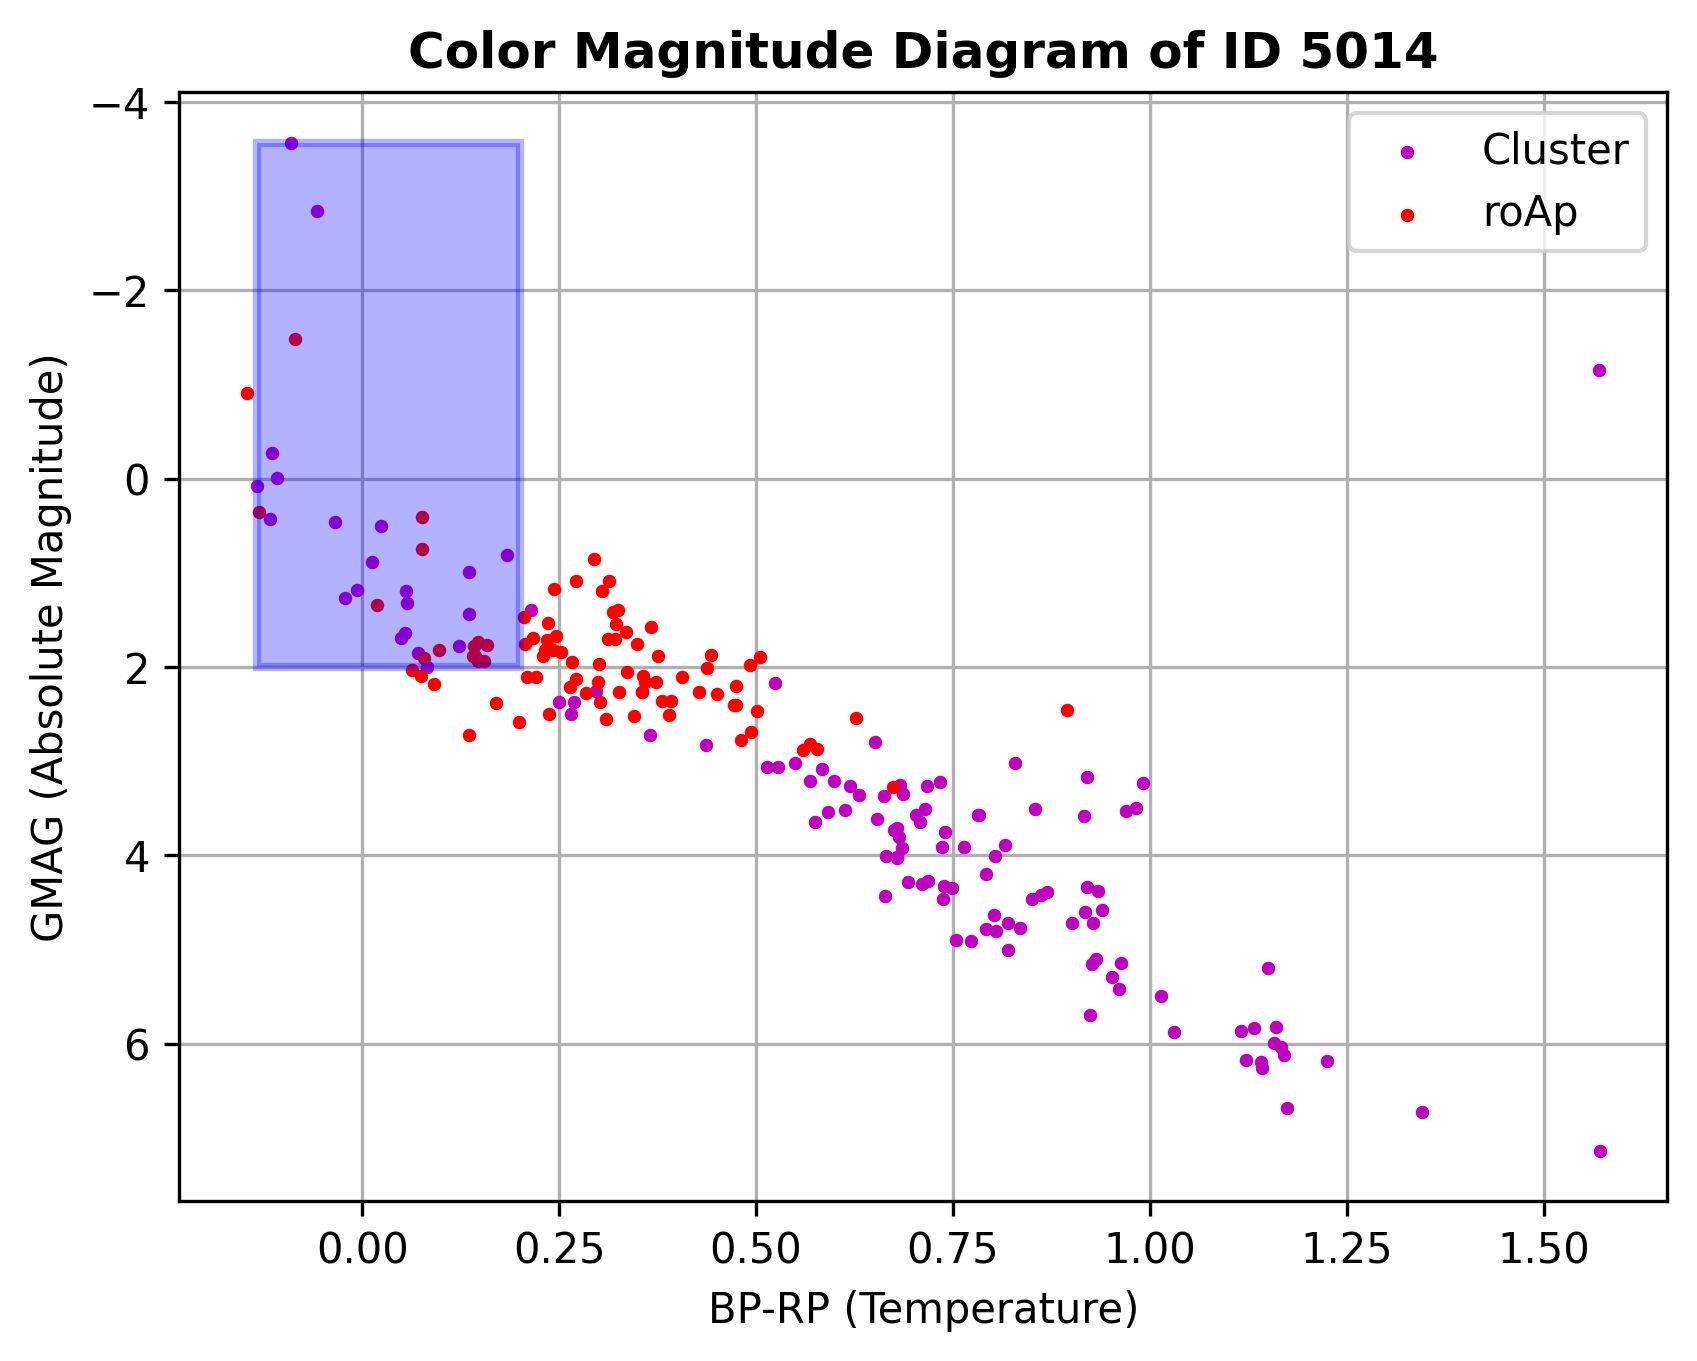 Color Magnitude Diagram of ID 5014
Cluster
roAp
GMAG (Absolute Magnitude)
−4
−2
0
2
4
6
0.00 0.25 0.50 0.75 1.00 1.25 1.50
BP-RP (Temperature)